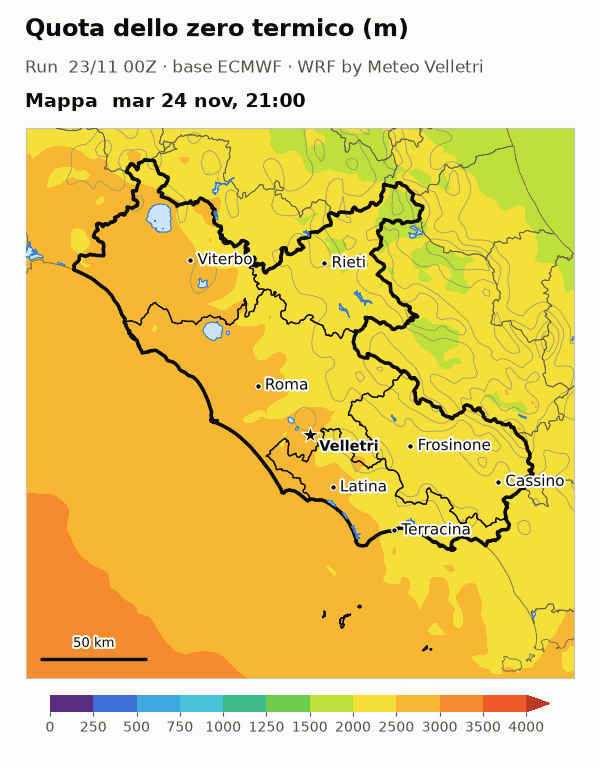 Quota dello zero termico (m)
Run  23/11 00Z · base ECMWF · WRF by Meteo Velletri
Mappa  mar 24 nov, 21:00
Viterbo
Rieti
Roma
Velletri
Frosinone
Latina
Cassino
Terracina
50 km
0 250 500 750 1000 1250 1500 2000 2500 3000 3500 4000